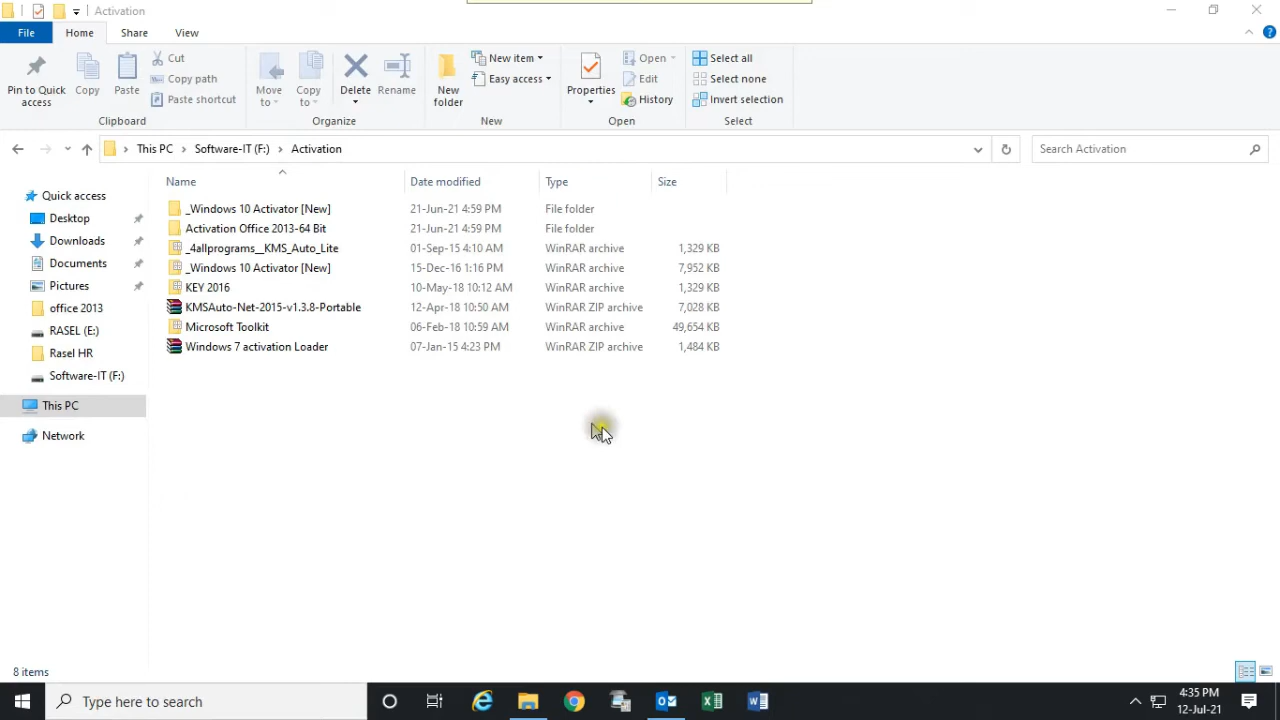 Activation
File Home Share View
Pin to Quick access
Copy
Paste
Cut
Copy path
Paste shortcut
Clipboard
Move to
Copy to
Delete
Rename
Organize
New folder
New item
Easy access
New
Properties
Open
Edit
History
Open
Select all
Select none
Invert selection
Select
This PC Software-IT (F:) Activation
Search Activation
Name Date modified Type Size
Quick access
Desktop
Downloads
Documents
Pictures
office 2013
RASEL (E:)
Rasel HR
Software-IT (F:)
This PC
Network
_Windows 10 Activator [New] 21-Jun-21 4:59 PM File folder
Activation Office 2013-64 Bit 21-Jun-21 4:59 PM File folder
_4allprograms__KMS_Auto_Lite 01-Sep-15 4:10 AM WinRAR archive 1,329 KB
_Windows 10 Activator [New] 15-Dec-16 1:16 PM WinRAR archive 7,952 KB
KEY 2016 10-May-18 10:12 AM WinRAR archive 1,329 KB
KMSAuto-Net-2015-v1.3.8-Portable 12-Apr-18 10:50 AM WinRAR ZIP archive 7,028 KB
Microsoft Toolkit 06-Feb-18 10:59 AM WinRAR archive 49,654 KB
Windows 7 activation Loader 07-Jan-15 4:23 PM WinRAR ZIP archive 1,484 KB
8 items
Type here to search
4:35 PM
12-Jul-21